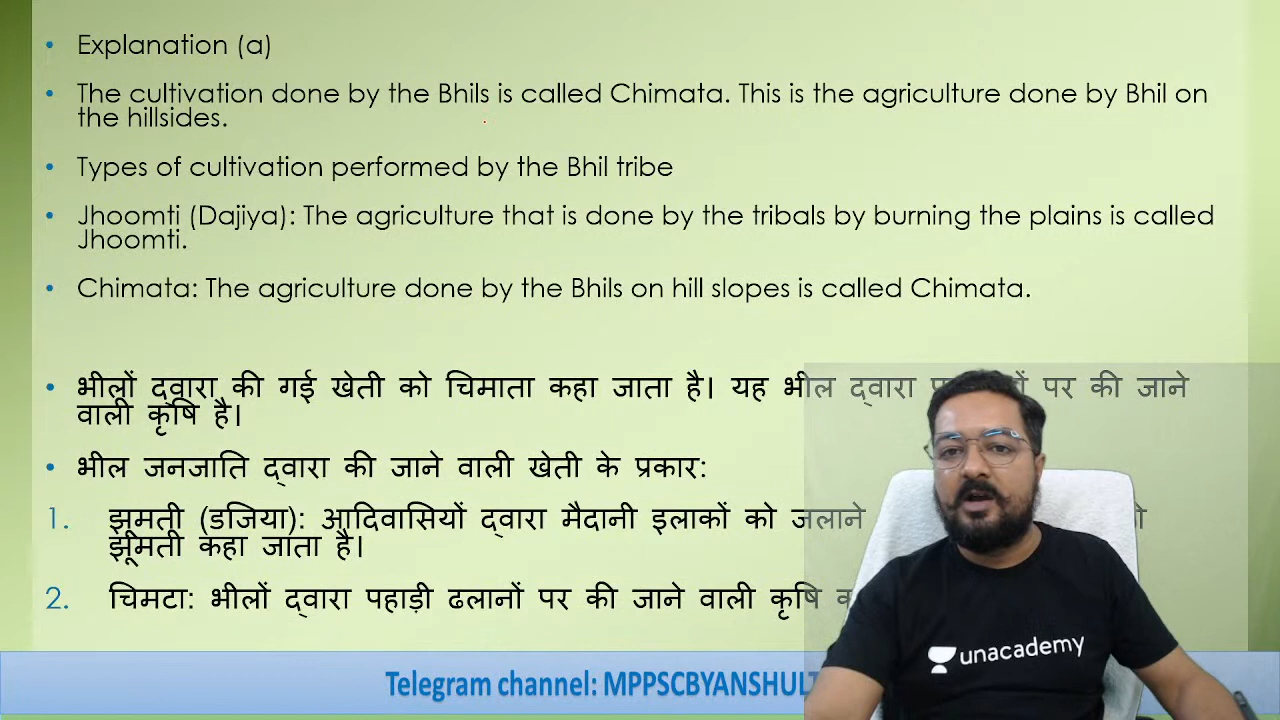 • Explanation (a)
• The cultivation done by the Bhils is called Chimata. This is the agriculture done by Bhil on
the hillsides.
• Types of cultivation performed by the Bhil tribe
• Jhoomti (Dajiya): The agriculture that is done by the tribals by burning the plains is called
Jhoomti.
• Chimata: The agriculture done by the Bhils on hill slopes is called Chimata.
• भीलों द्वारा की गई खेती को चिमाता कहा जाता है। यह भील द्वारा पर की जाने
वाली कृषि है।
• भील जनजाति द्वारा की जाने वाली खेती के प्रकार:
1. झूमती (डजिया): आदिवासियों द्वारा मैदानी इलाकों को जलाने
झूमती कहा जाता है।
2. चिमटा: भीलों द्वारा पहाड़ी ढलानों पर की जाने वाली कृषि
unacademy
Telegram channel: MPPSCBYANSHULT